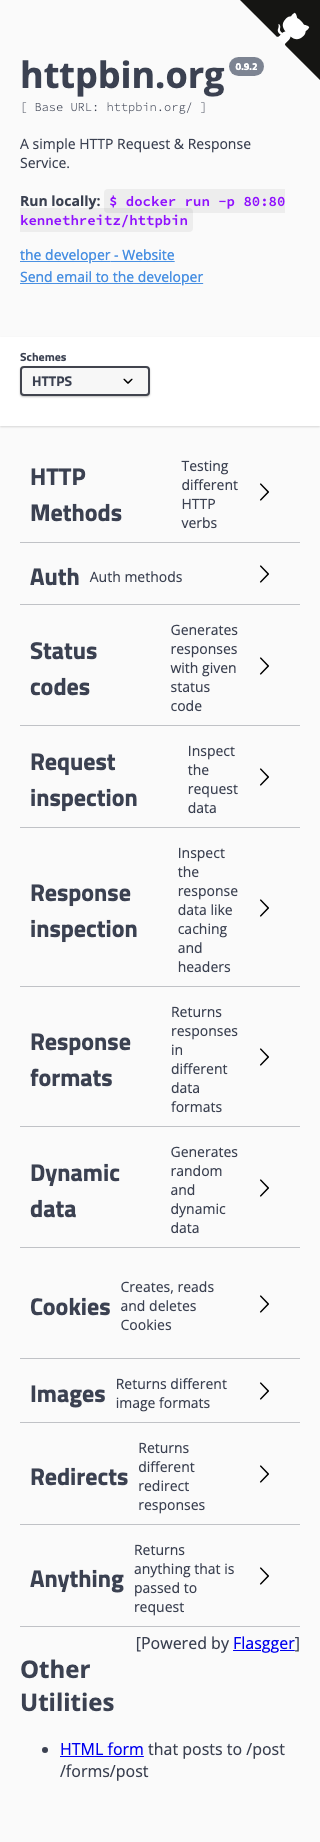 httpbin.org 0.9.2
[ Base URL: httpbin.org/ ]
A simple HTTP Request & Response
Service.
Run locally: $ docker run -p 80:80
kennethreitz/httpbin
the developer - Website
Send email to the developer
Schemes
HTTPS
HTTP
Methods
Testing
different
HTTP
verbs
Auth Auth methods
Status
codes
Generates
responses
with given
status
code
Request
inspection
Inspect
the
request
data
Response
inspection
Inspect
the
response
data like
caching
and
headers
Response
formats
Returns
responses
in
different
data
formats
Dynamic
data
Generates
random
and
dynamic
data
Cookies
Creates, reads
and deletes
Cookies
Images
Returns different
image formats
Redirects
Returns
different
redirect
responses
Anything
Returns
anything that is
passed to
request
[Powered by Flasgger]
Other
Utilities
• HTML form that posts to /post
/forms/post